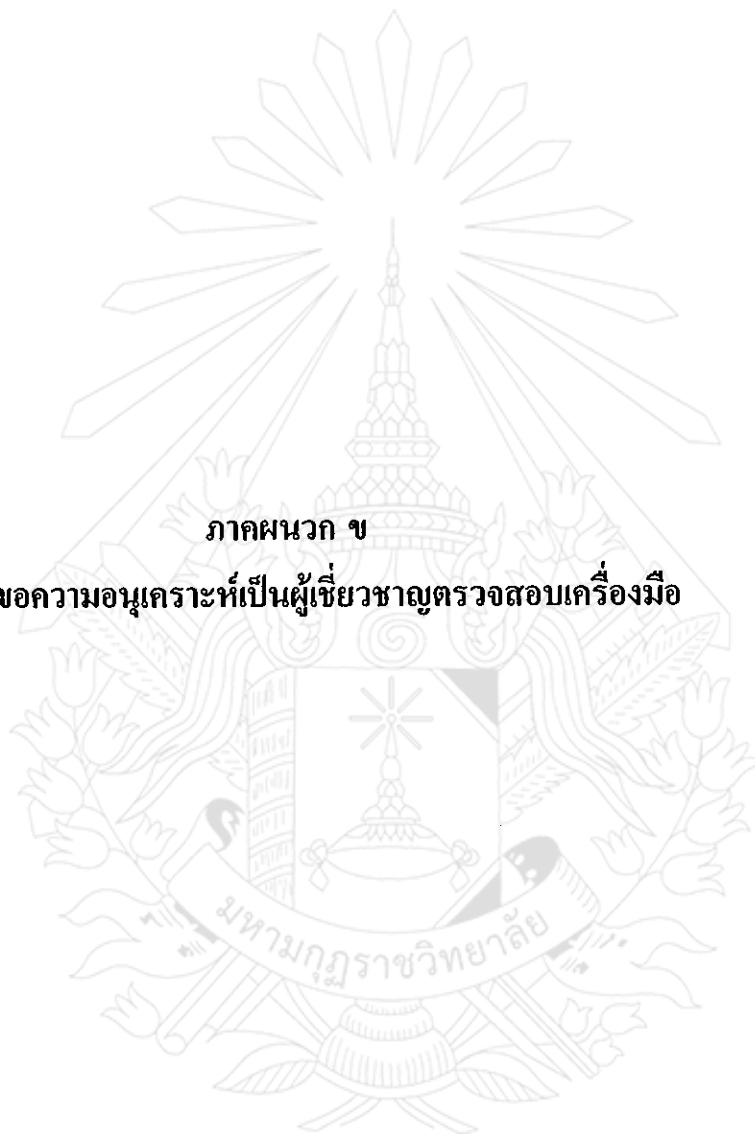 ภาคผนวก ข
ขอความอนุเคราะห์เป็นผู้เชี่ยวชาญตรวจสอบเครื่องมือ
มหามกุฏราชวิทยาลัย